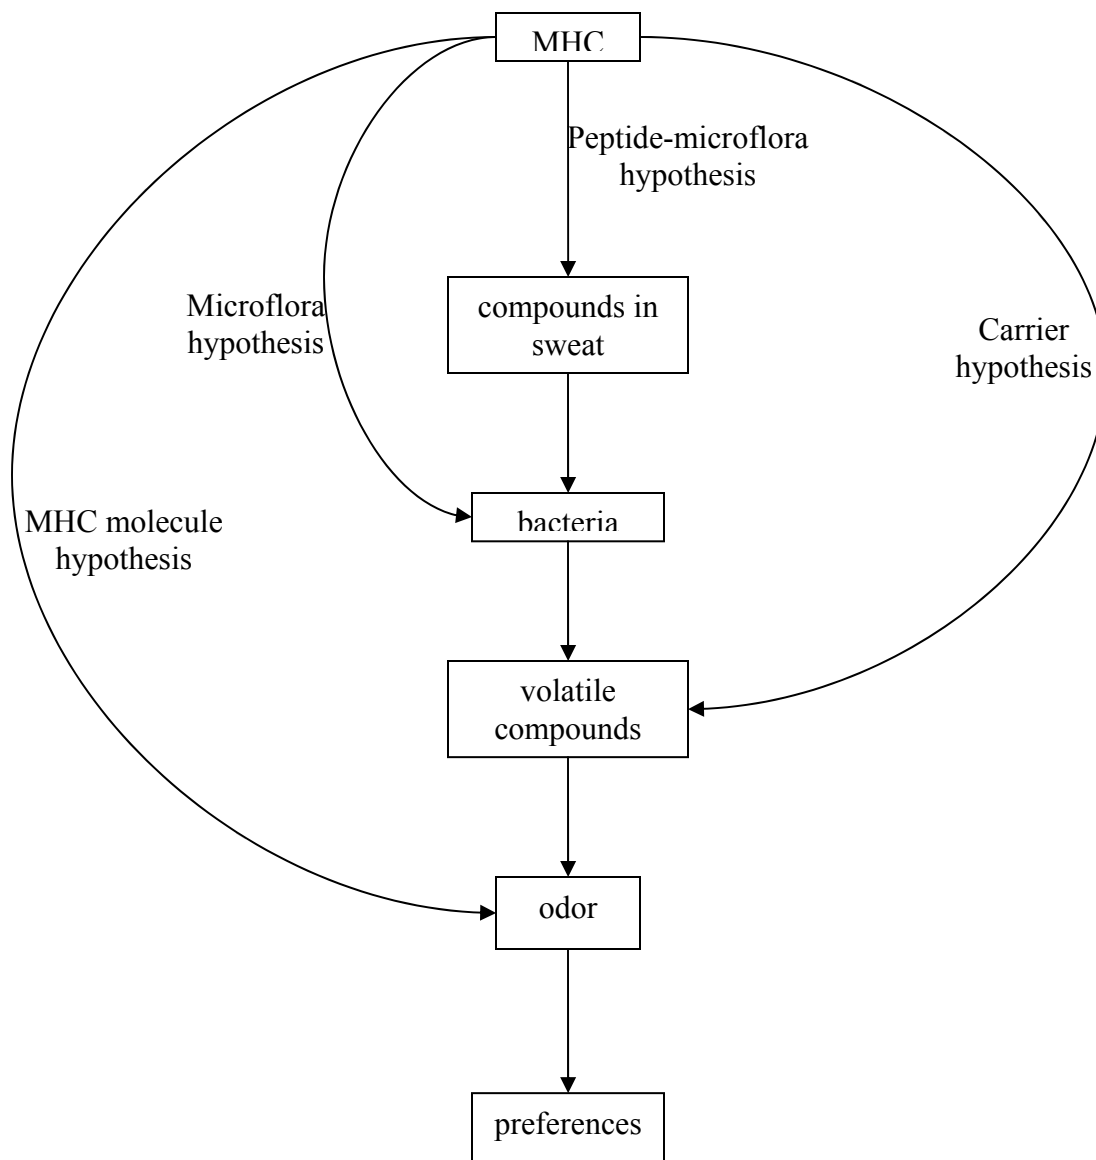 MHC
Peptide-microflora
hypothesis
compounds in
sweat
Microflora
hypothesis
Carrier
hypothesis
bacteria
MHC molecule
hypothesis
volatile
compounds
odor
preferences